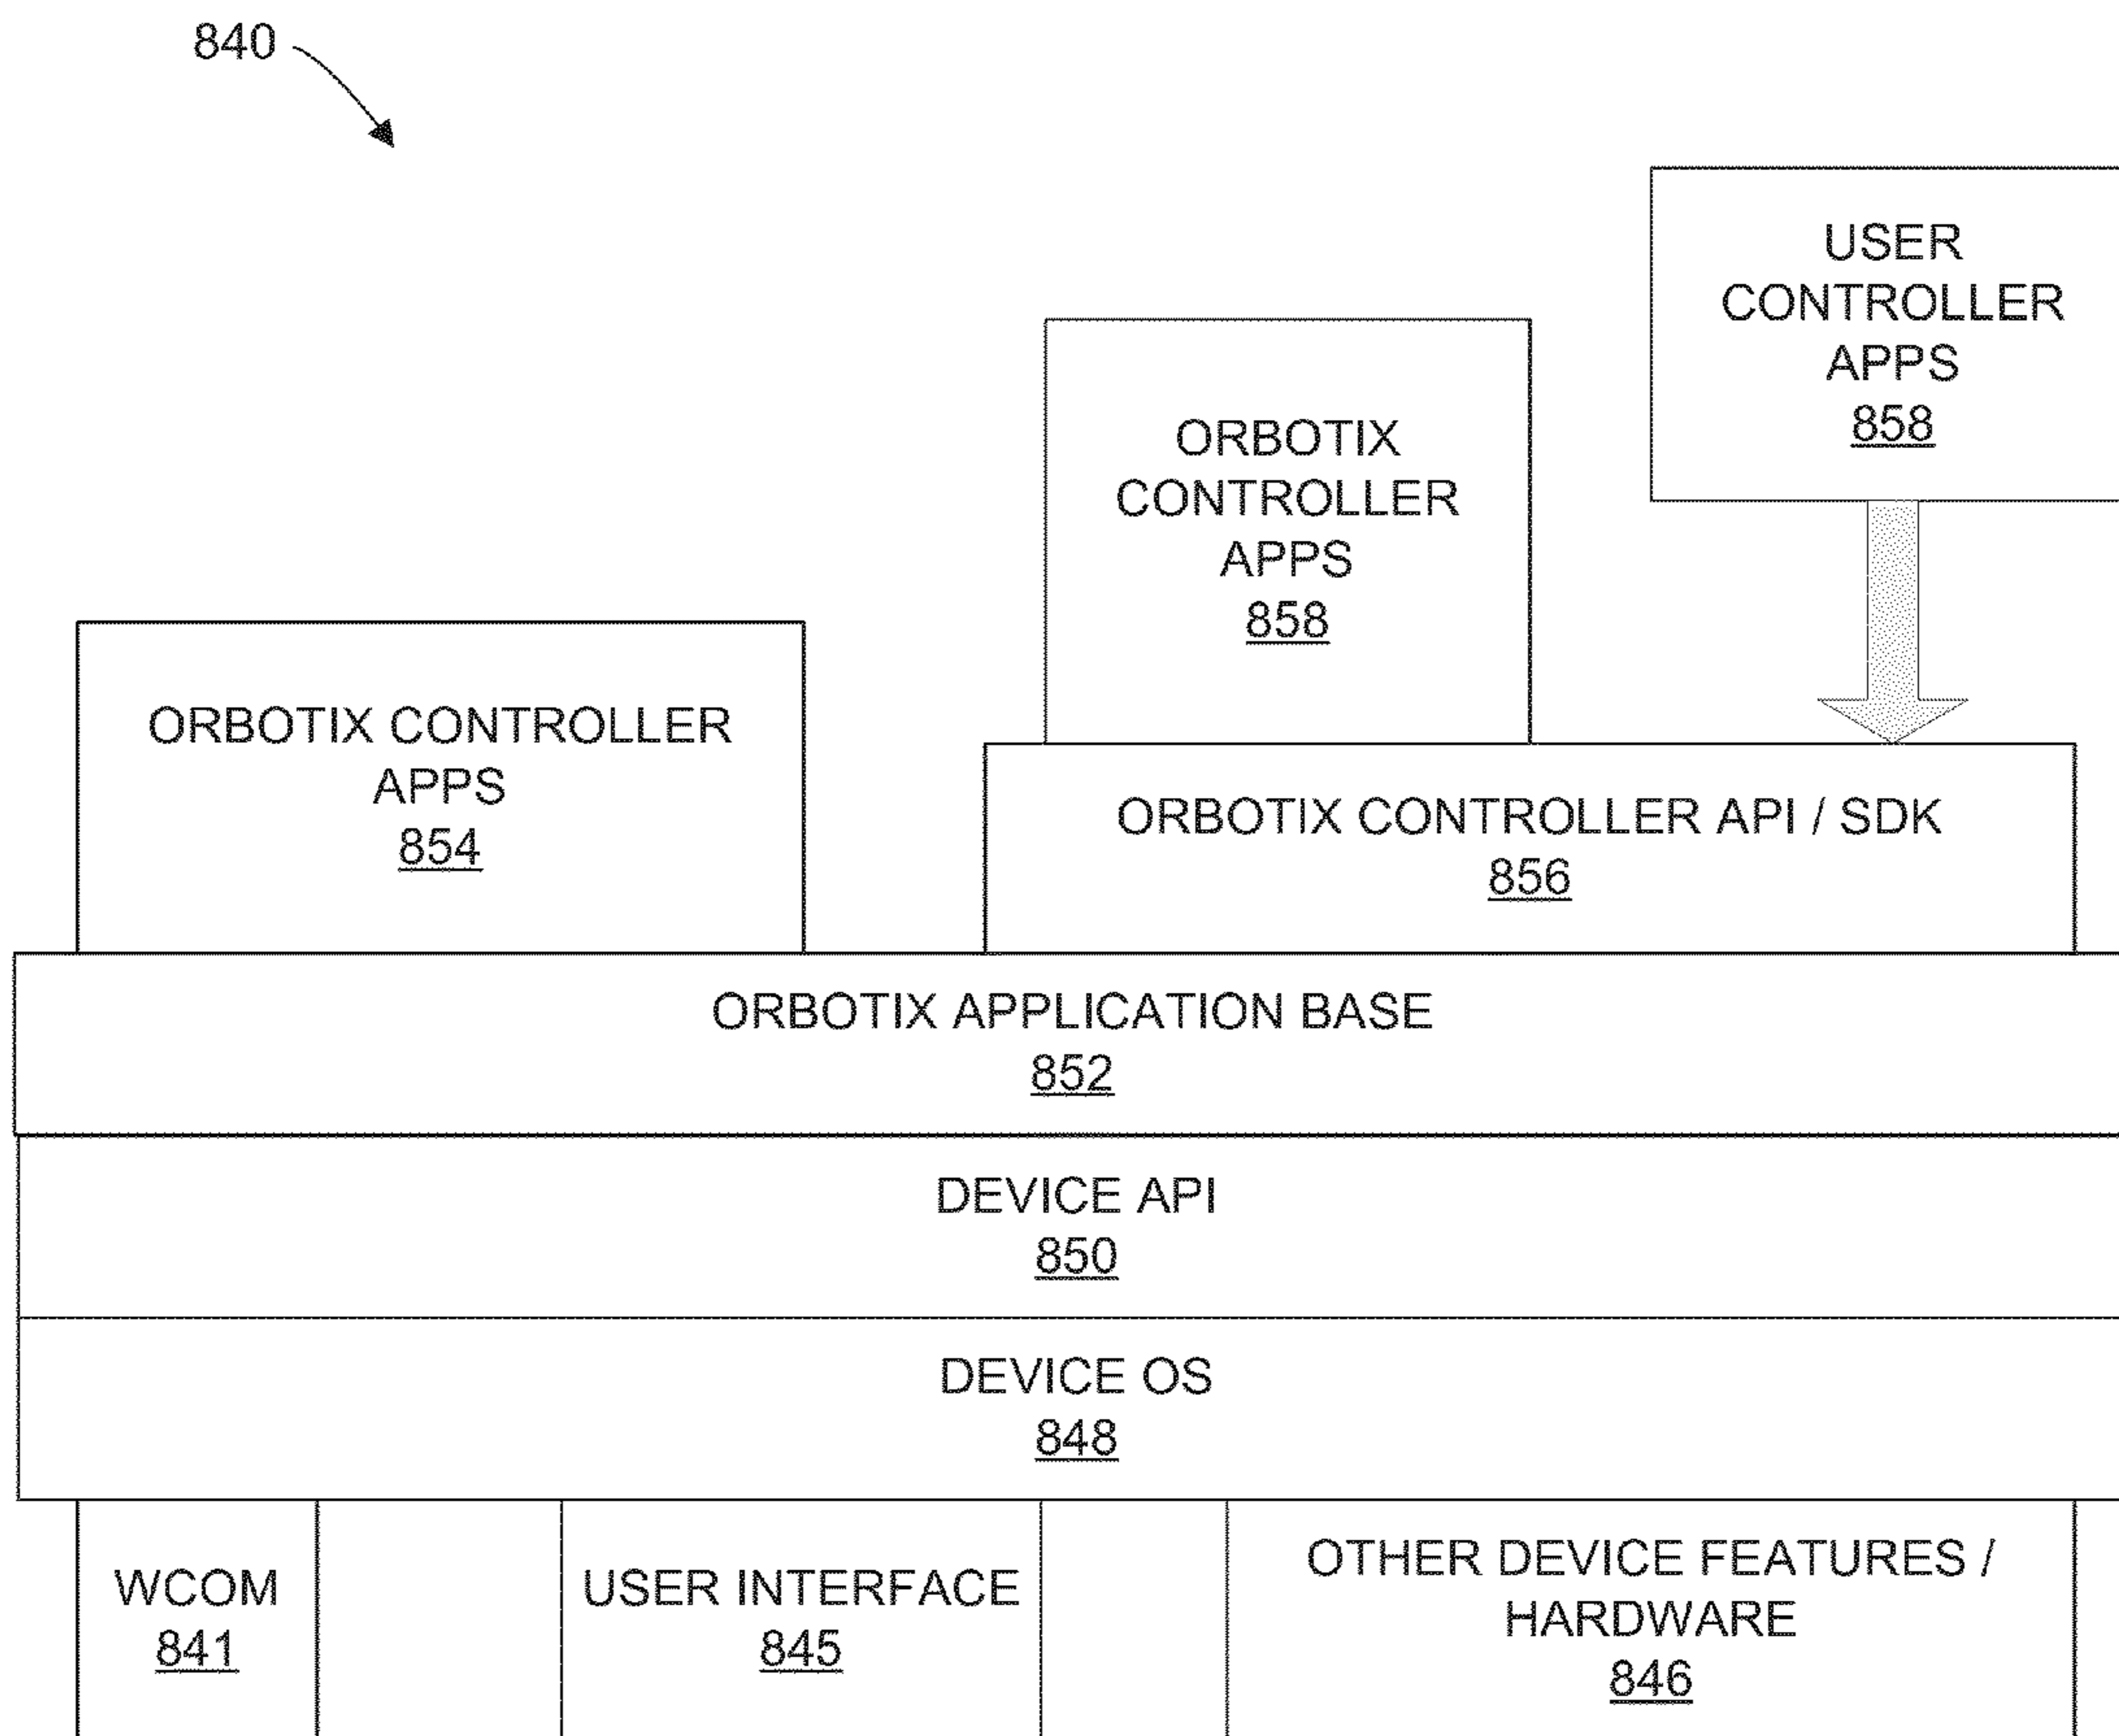 840
USER
CONTROLLER
APPS
858
ORBOTIX
CONTROLLER
APPS
858
ORBOTIX CONTROLLER
APPS
854
ORBOTIX CONTROLLER API / SDK
856
ORBOTIX APPLICATION BASE
852
DEVICE API
850
DEVICE OS
848
WCOM
841
USER INTERFACE
845
OTHER DEVICE FEATURES /
HARDWARE
846